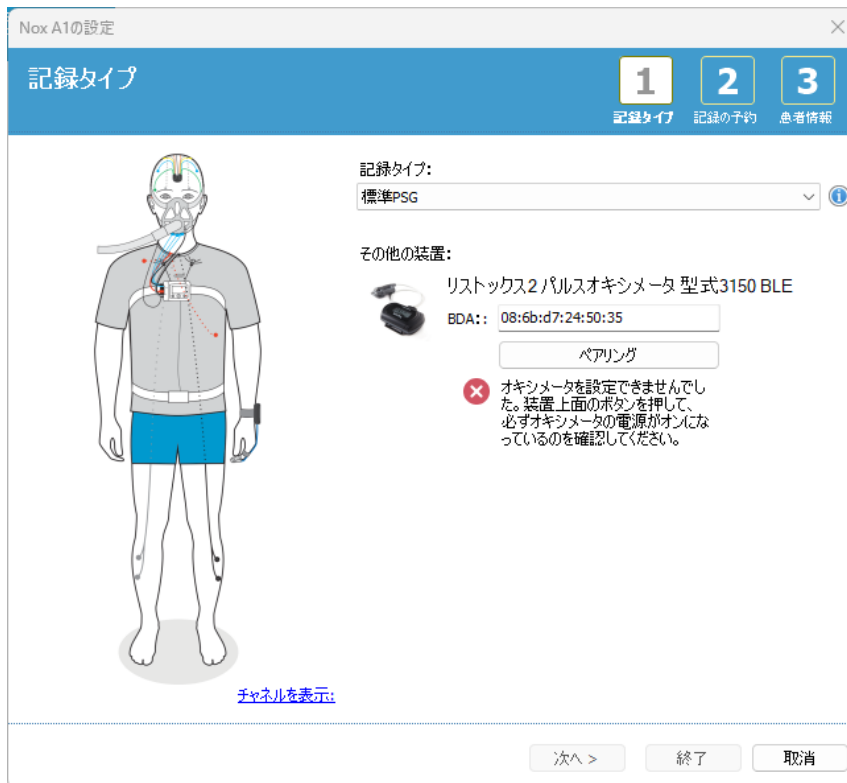 Nox A1の設定
記録タイプ
1
2
3
記録タイプ
記録の予約
患者情報
記録タイプ:
標準PSG
その他の装置:
リストックス2 パルスオキシメータ 型式3150 BLE
BDA::
08:6b:d7:24:50:35
ペアリング
オキシメータを設定できませんでし
た。装置上面のボタンを押して、
必ずオキシメータの電源がオンにな
っているのを確認してください。
チャネルを表示:
次へ >
終了
取消